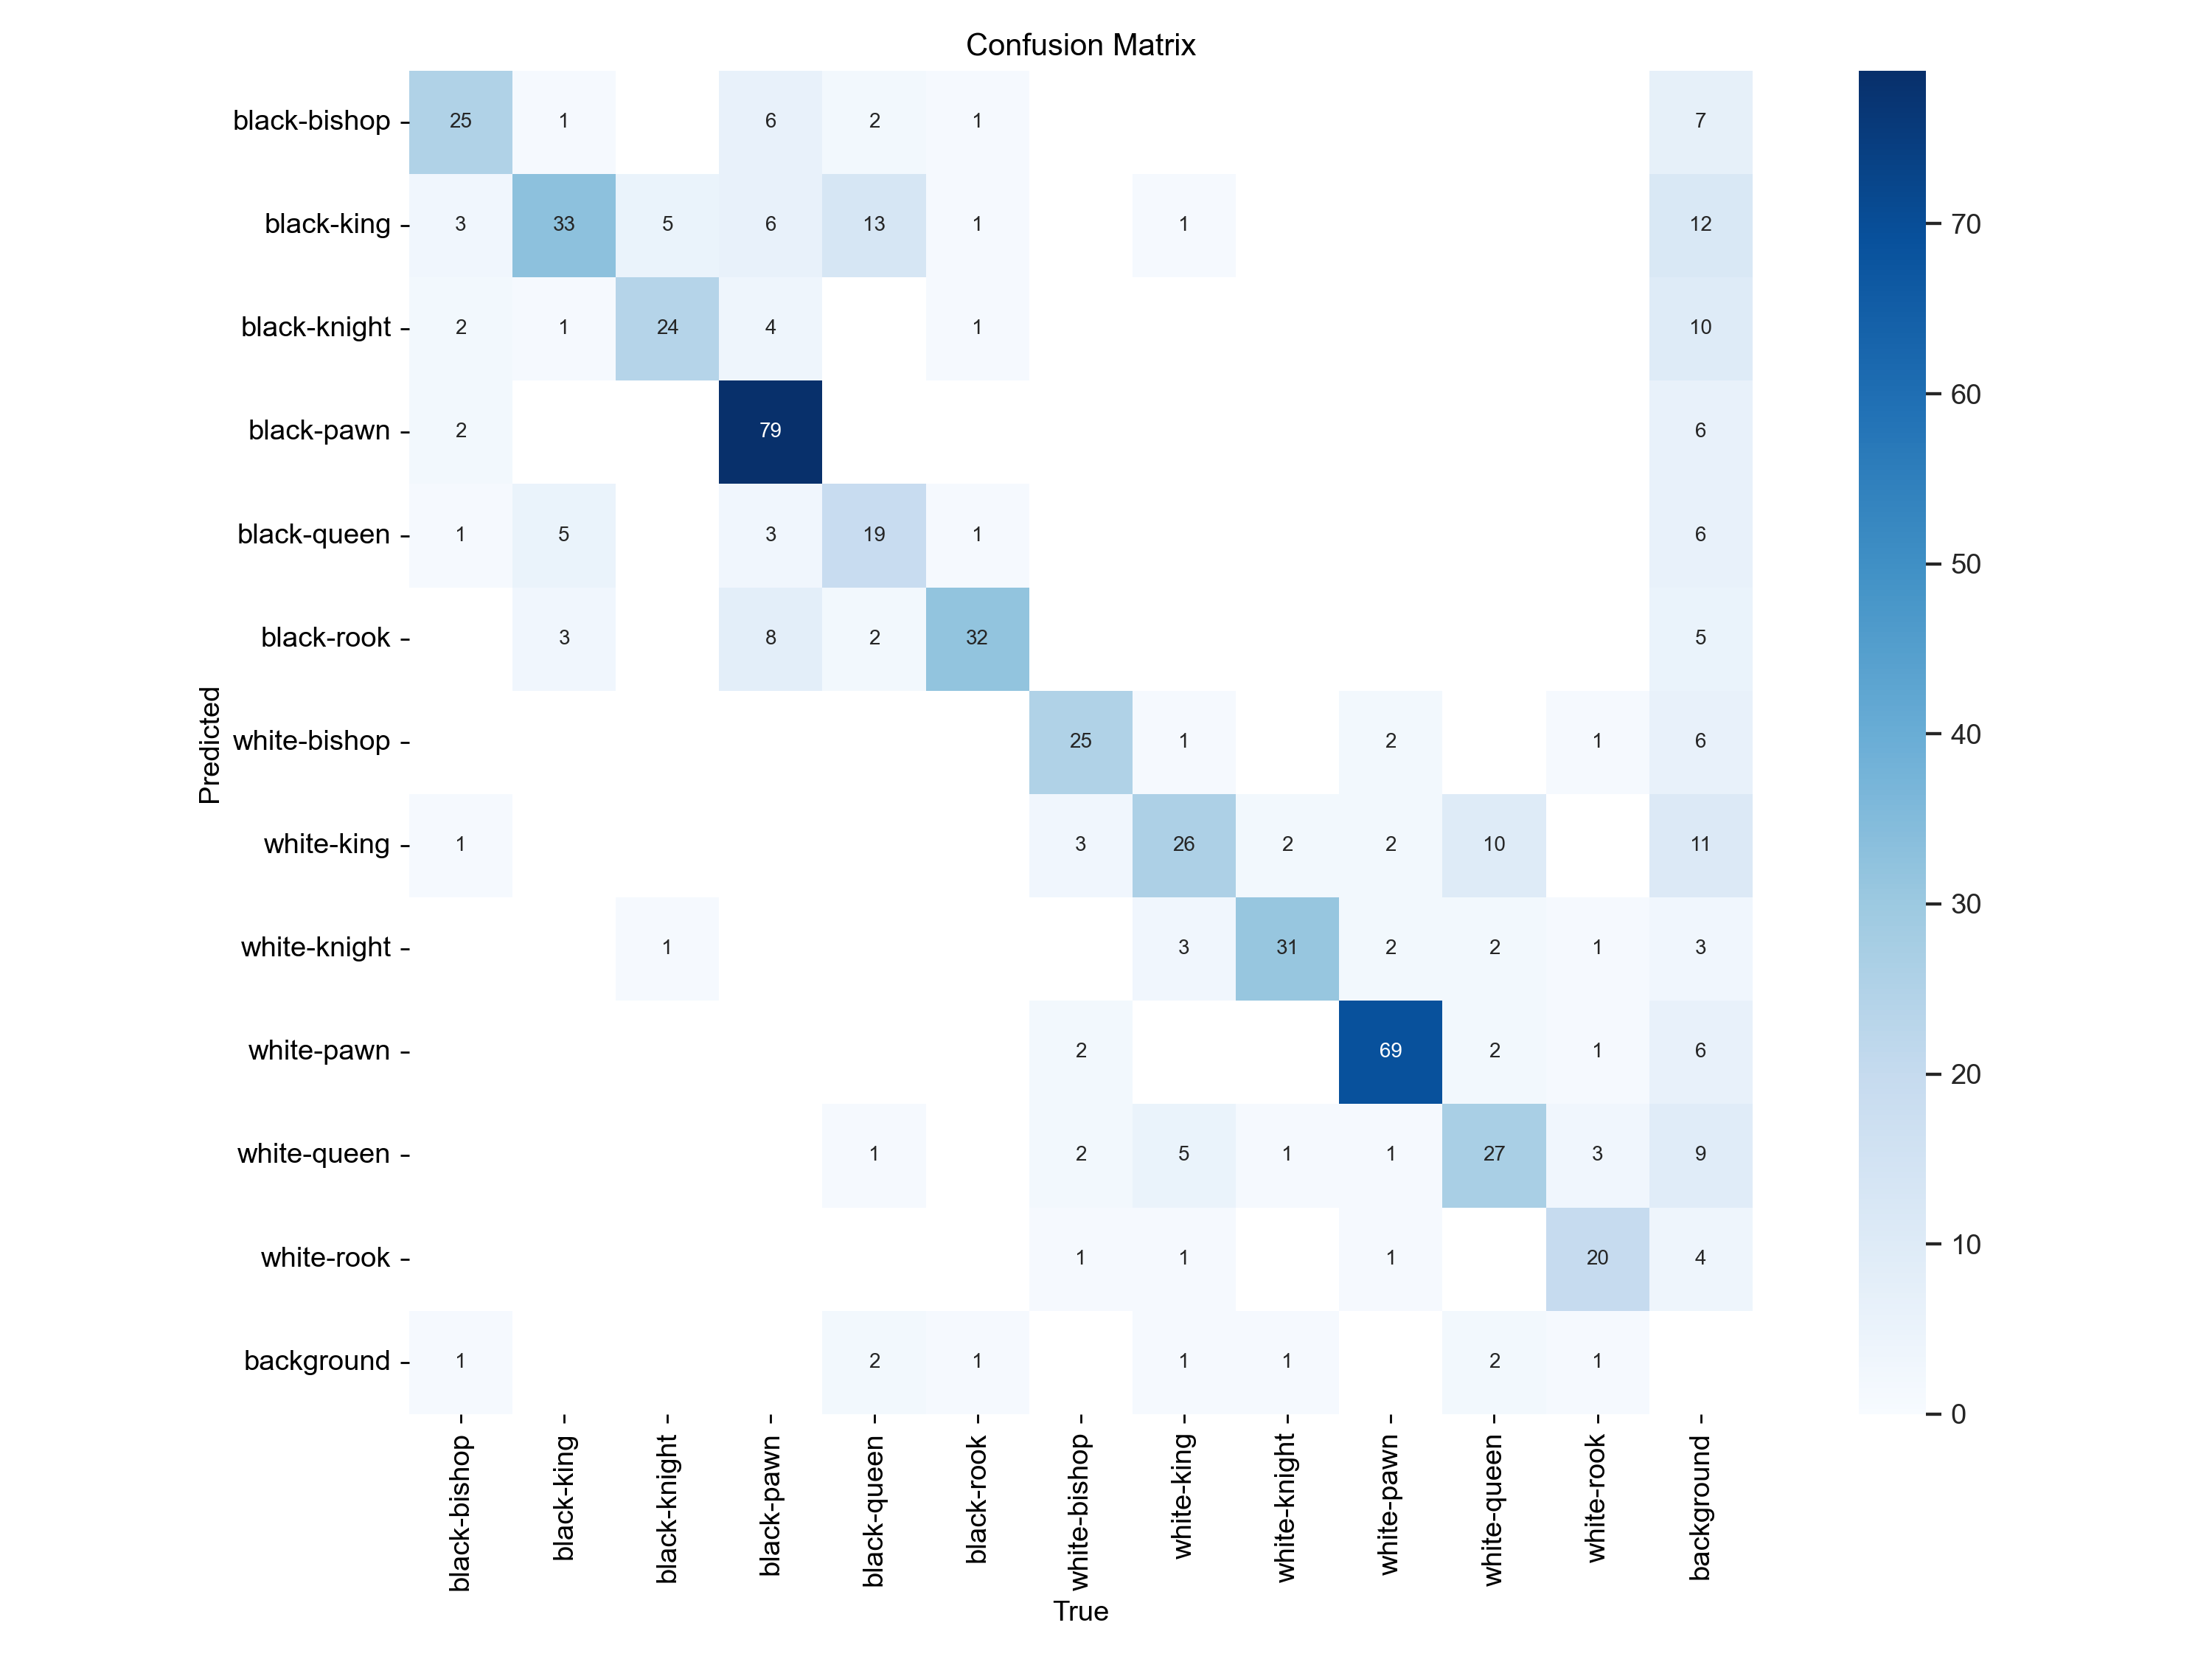 Confusion Matrix
black-bishop 25 1 6 2 1 7
black-king 3 33 5 6 13 1 1 12
black-knight 2 1 24 4 1 10
black-pawn 2 79 6
black-queen 1 5 3 19 1 6
black-rook 3 8 2 32 5
white-bishop 25 1 2 1 6
white-king 1 3 26 2 2 10 11
white-knight 1 3 31 2 2 1 3
white-pawn 2 69 2 1 6
white-queen 1 2 5 1 1 27 3 9
white-rook 1 1 1 20 4
background 1 2 1 1 1 2 1
Predicted
black-bishop
black-king
black-knight
black-pawn
black-queen
black-rook
white-bishop
white-king
white-knight
white-pawn
white-queen
white-rook
background
True
70
60
50
40
30
20
10
0